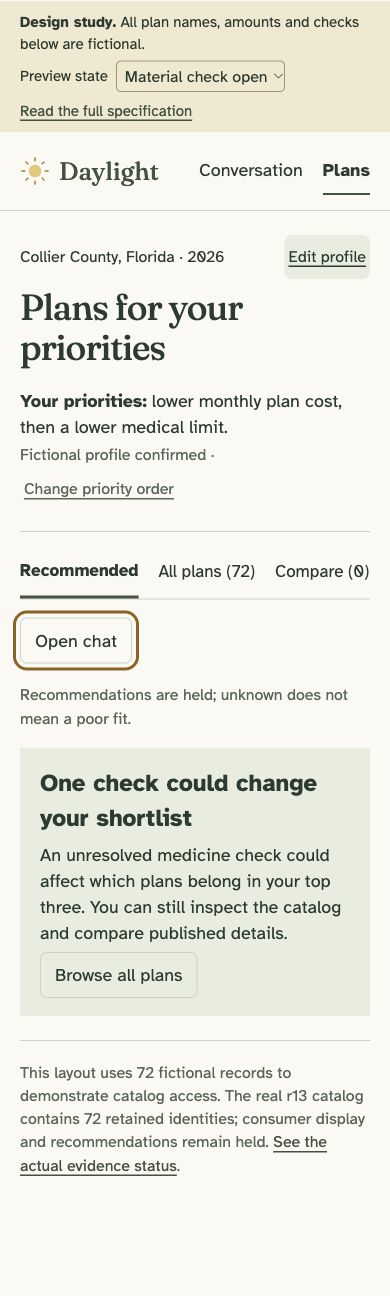 Design study. All plan names, amounts and checks
below are fictional.
Preview state Material check open
Read the full specification
Daylight Conversation Plans
Collier County, Florida · 2026 Edit profile
Plans for your
priorities
Your priorities: lower monthly plan cost,
then a lower medical limit.
Fictional profile confirmed ·
Change priority order
Recommended All plans (72) Compare (0)
Open chat
Recommendations are held; unknown does not
mean a poor fit.
One check could change
your shortlist
An unresolved medicine check could
affect which plans belong in your top
three. You can still inspect the catalog
and compare published details.
Browse all plans
This layout uses 72 fictional records to
demonstrate catalog access. The real r13 catalog
contains 72 retained identities; consumer display
and recommendations remain held. See the
actual evidence status.